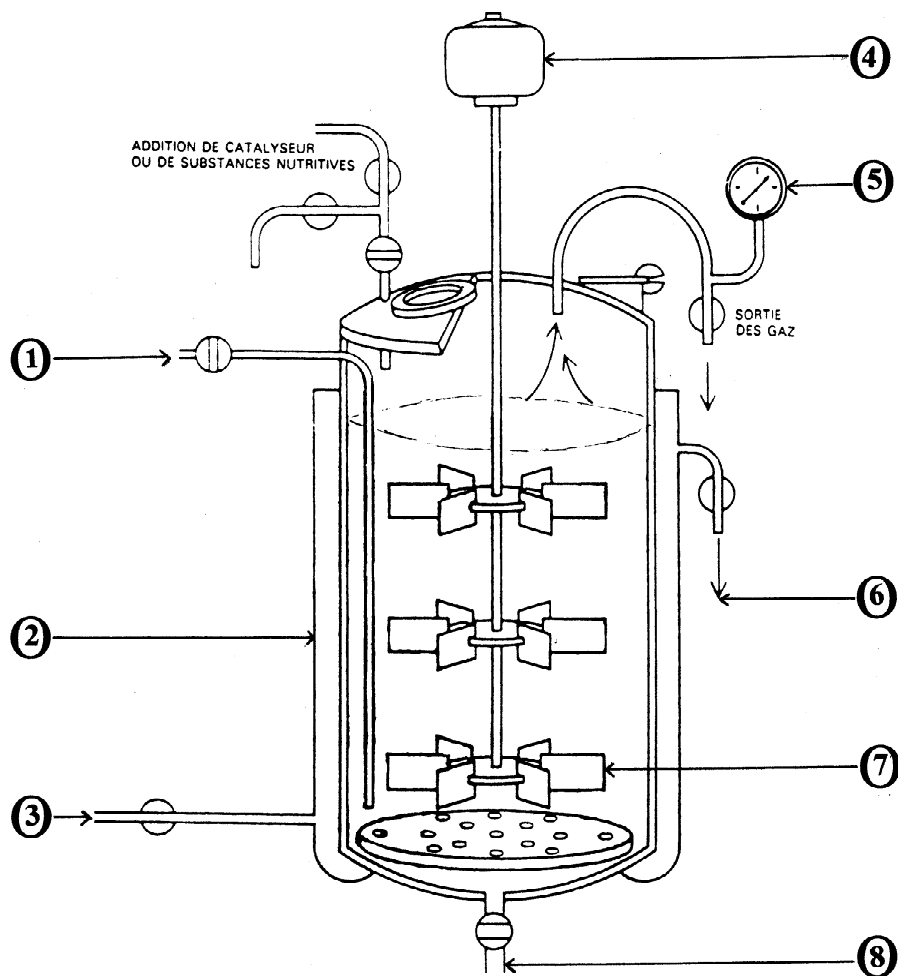 4
ADDITION DE CATALYSEUR
OU DE SUBSTANCES NUTRITIVES
5
SORTIE
DES GAZ
1
6
2
7
3
8